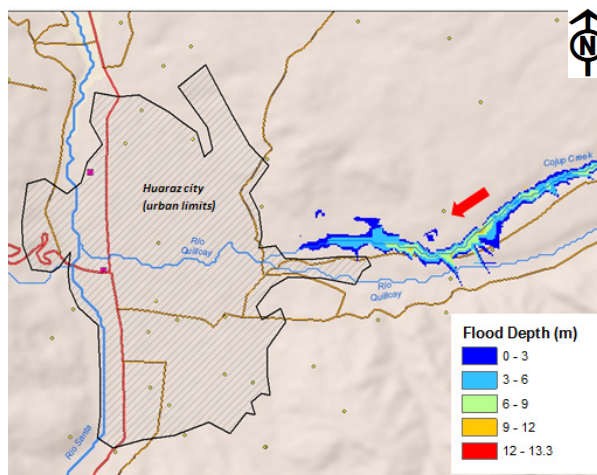 N
Cojup Creek
Huaraz city
(urban limits)
Rio
Quillcay
Rio
Quillcay
Rio Santa
Flood Depth (m)
0 - 3
3 - 6
6 - 9
9 - 12
12 - 13.3